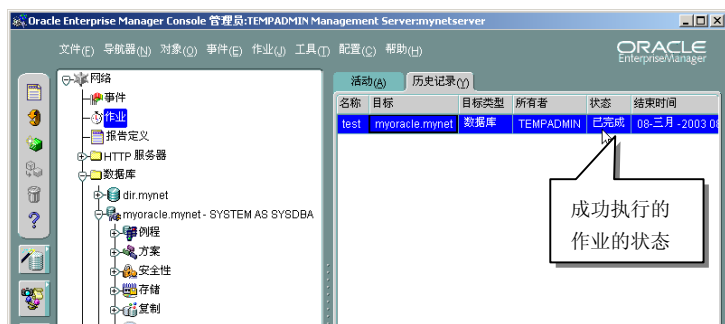 Oracle Enterprise Manager Console 管理员:TEMPADMIN Management Server:mynetserver
文件(F) 导航器(N) 对象(O) 事件(E) 作业(J) 工具(T) 配置(C) 帮助(H)
ORACLE
EnterpriseManager
网络
事件
作业
报告定义
HTTP 服务器
数据库
dir.mynet
myoracle.mynet - SYSTEM AS SYSDBA
例程
方案
安全性
存储
复制
活动(A) 历史记录(Y)
名称 目标 目标类型 所有者 状态 结束时间
test myoracle.mynet 数据库 TEMPADMIN 已完成 08-三月 -2003 08
成功执行的
作业的状态